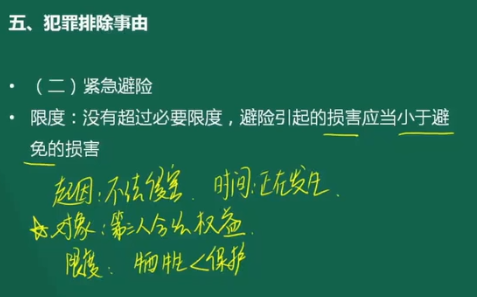 五、犯罪排除事由
• （二）紧急避险
• 限度：没有超过必要限度，避险引起的损害应当小于避
免的损害
起因：不法侵害 时间：正在发生
☆对象：第三人合法权益
限度：牺牲<保护